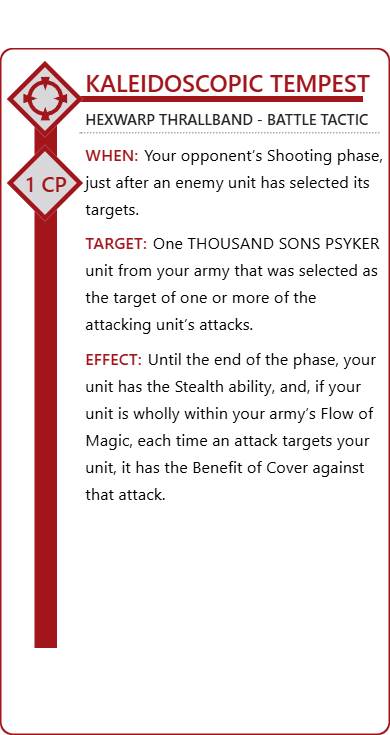 KALEIDOSCOPIC TEMPEST
HEXWARP THRALLBAND - BATTLE TACTIC
1 CP
WHEN: Your opponent's Shooting phase,
just after an enemy unit has selected its
targets.
TARGET: One THOUSAND SONS PSYKER
unit from your army that was selected as
the target of one or more of the
attacking unit's attacks.
EFFECT: Until the end of the phase, your
unit has the Stealth ability, and, if your
unit is wholly within your army's Flow of
Magic, each time an attack targets your
unit, it has the Benefit of Cover against
that attack.